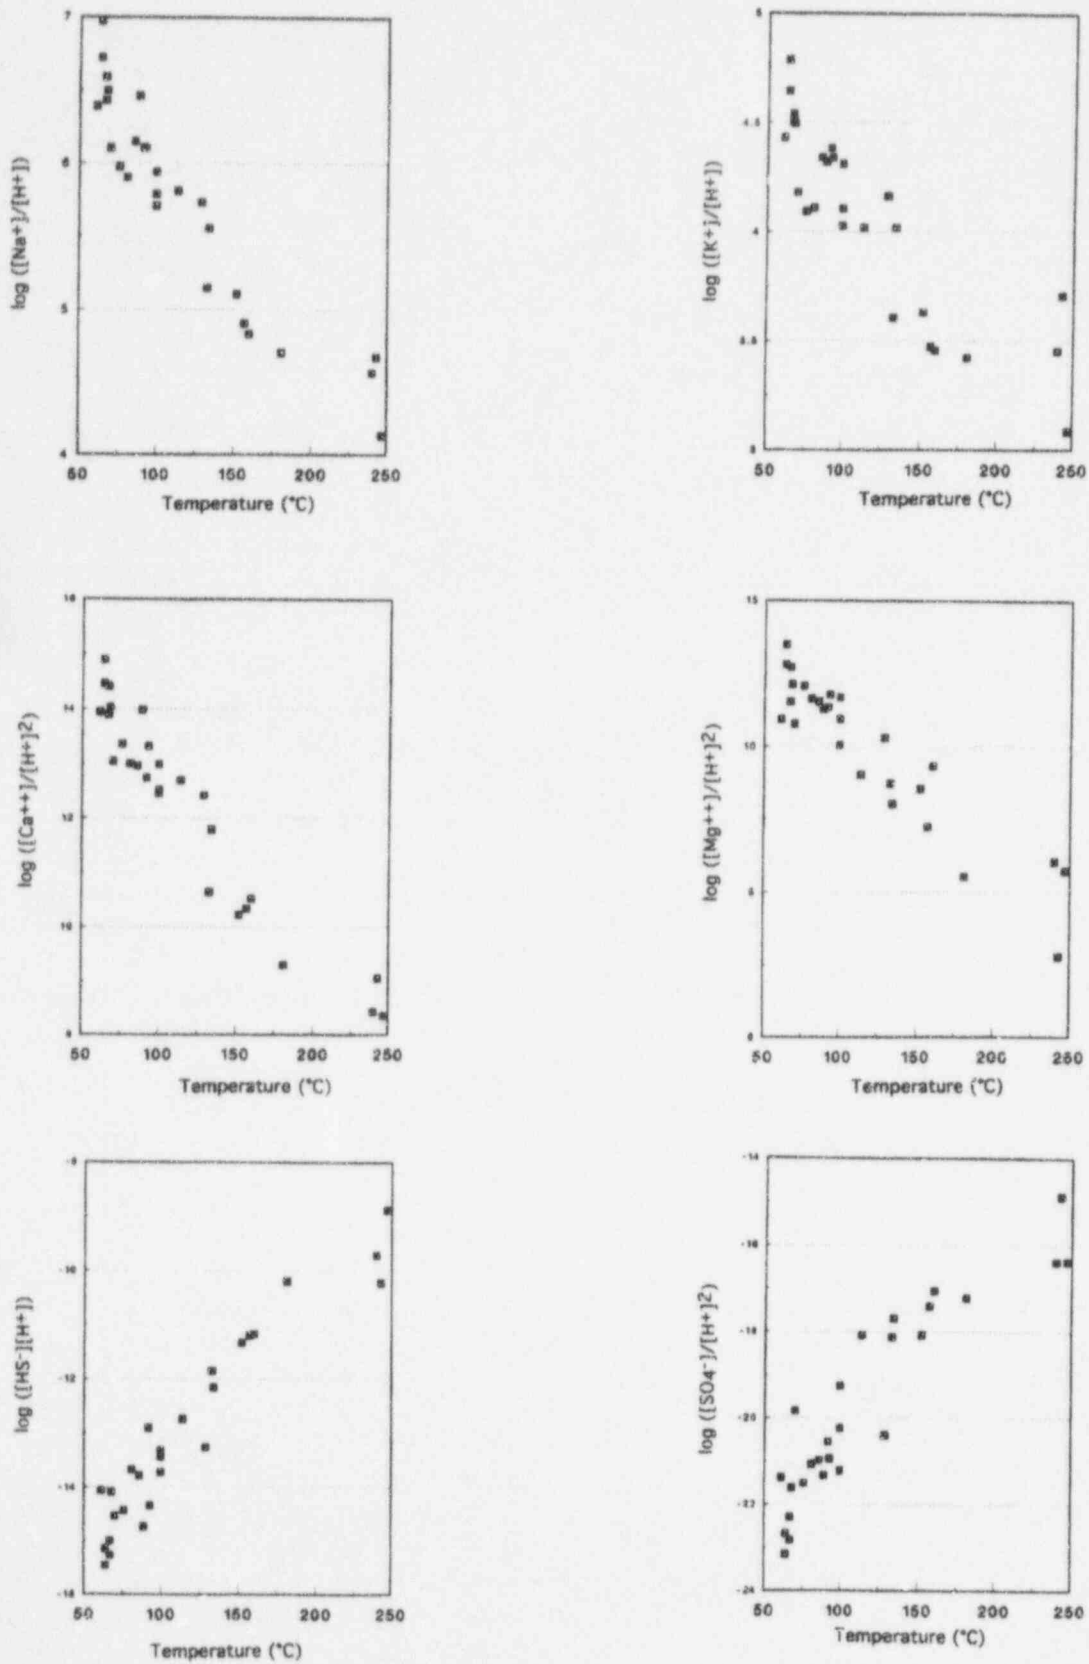 7
6
5
4
50 100 150 200 250
log ([Na+]/[H+])
Temperature (°C)
5
4.5
4
50 100 150 200 250
log ([K+]/[H+])
Temperature (°C)
14
12
10
50 100 150 200 250
log ([Ca++]/[H+]2)
Temperature (°C)
15
10
50 100 150 200 250
log ([Mg++]/[H+]2)
Temperature (°C)
-10
-12
-14
50 100 150 200 250
log ([HS-][H+])
Temperature (°C)
-14
-16
-18
-20
-22
50 100 150 200 250
log ([SO4-]/[H+]2)
Temperature (°C)